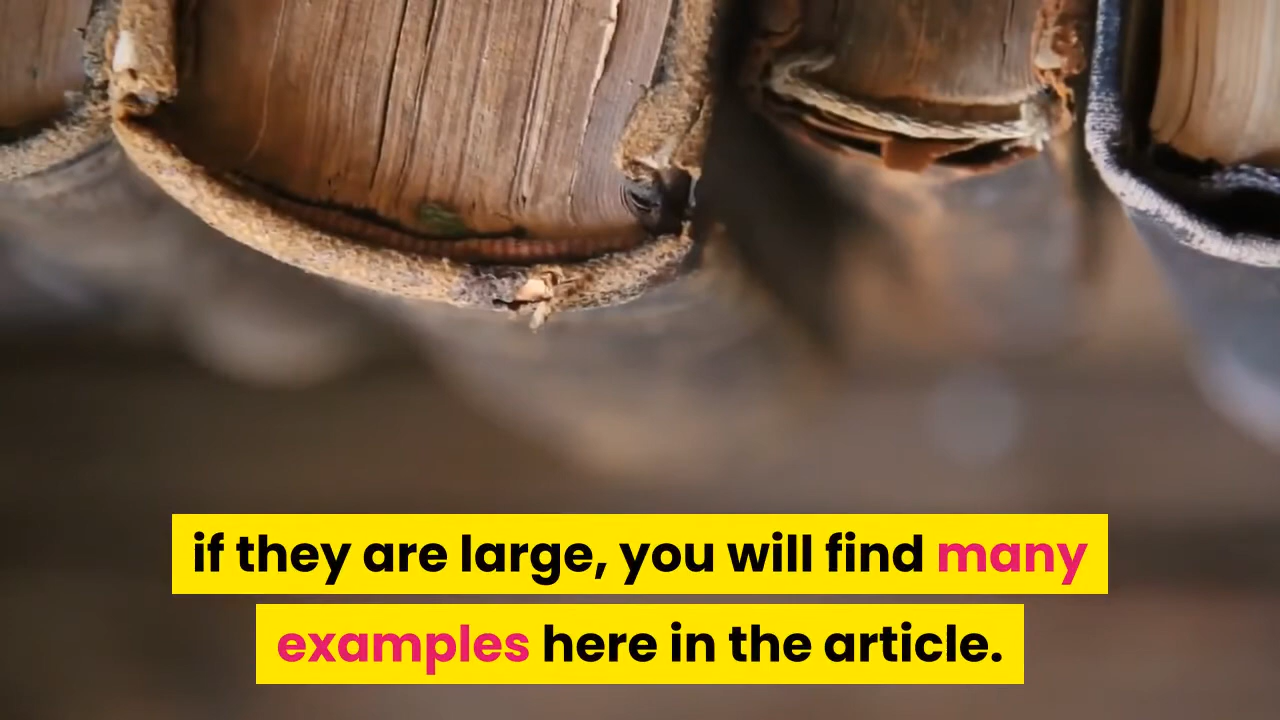 if they are large, you will find many
examples here in the article.